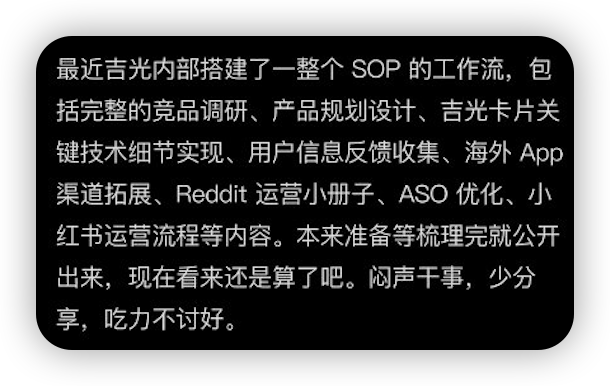 最近吉光内部搭建了一整个 SOP 的工作流，包
括完整的竞品调研、产品规划设计、吉光卡片关
键技术细节实现、用户信息反馈收集、海外 App
渠道拓展、Reddit 运营小册子、ASO 优化、小
红书运营流程等内容。本来准备等梳理完就公开
出来，现在看来还是算了吧。闷声干事，少分
享，吃力不讨好。